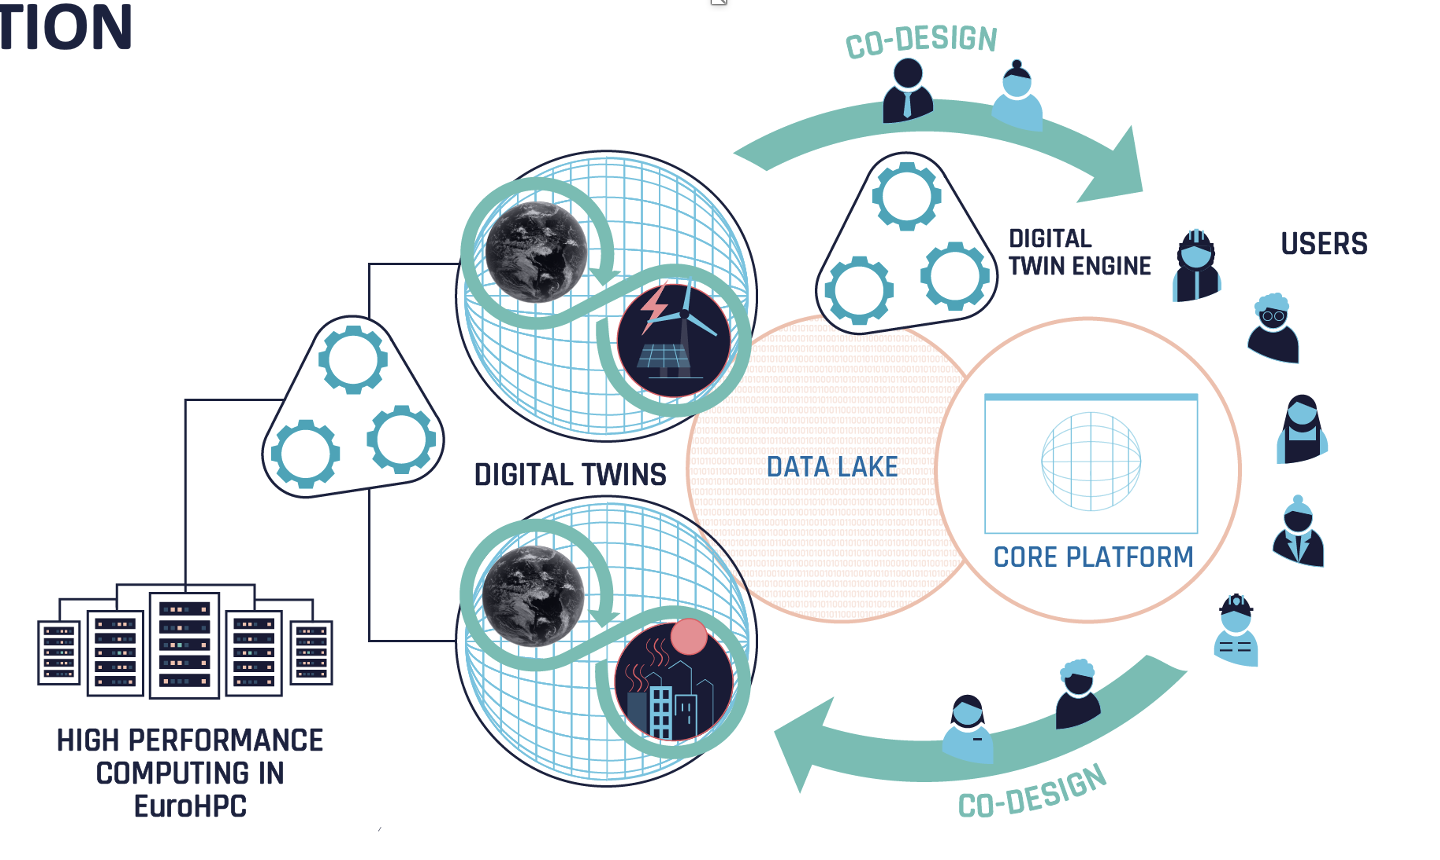 TION
CO-DESIGN
DIGITAL
TWIN ENGINE
USERS
DIGITAL TWINS
DATA LAKE
CORE PLATFORM
HIGH PERFORMANCE
COMPUTING IN
EuroHPC
CO-DESIGN